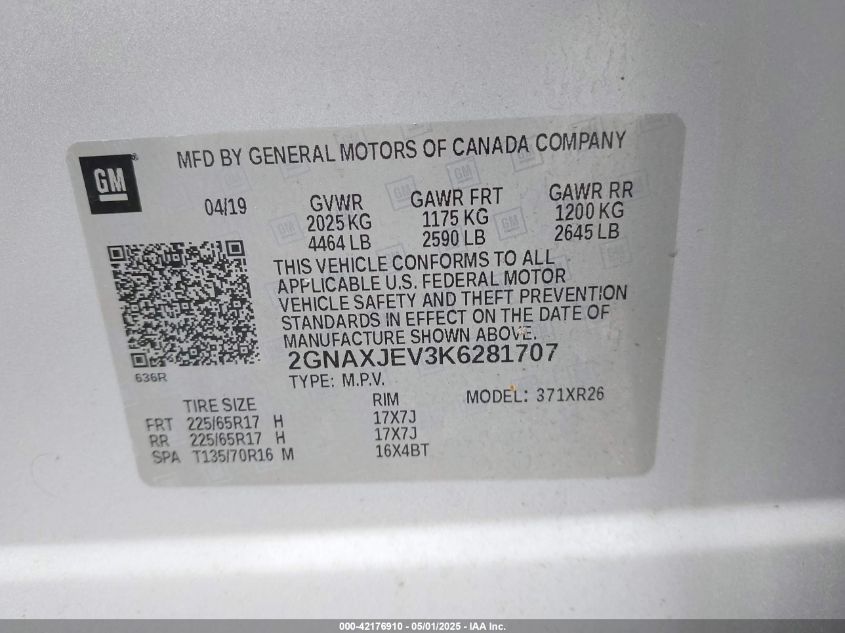 GM
MFD BY GENERAL MOTORS OF CANADA COMPANY
04/19 GVWR GAWR FRT GAWR RR
2025 KG 1175 KG 1200 KG
4464 LB 2590 LB 2645 LB
THIS VEHICLE CONFORMS TO ALL
APPLICABLE U.S. FEDERAL MOTOR
VEHICLE SAFETY AND THEFT PREVENTION
STANDARDS IN EFFECT ON THE DATE OF
MANUFACTURE SHOWN ABOVE.
2GNAXJEV3K6281707
636R
TYPE: M.P.V.
TIRE SIZE RIM MODEL: 371XR26
FRT 225/65R17 H 17X7J
RR 225/65R17 H 17X7J
SPA T135/70R16 M 16X4BT
000-42176910 - 05/01/2025 - IAA Inc.